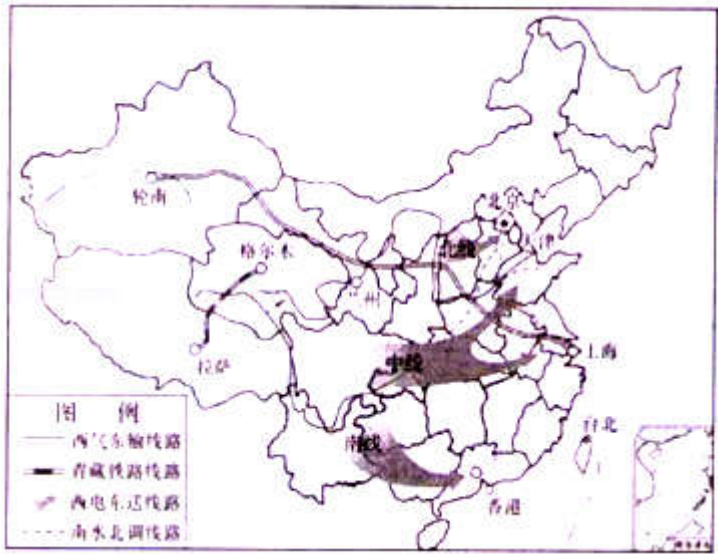 轮南
格尔木
拉萨
兰州
北京
天津
北线
中线
南线
上海
台北
香港
图 例
西气东输线路
青藏铁路线路
西电东送线路
南水北调线路